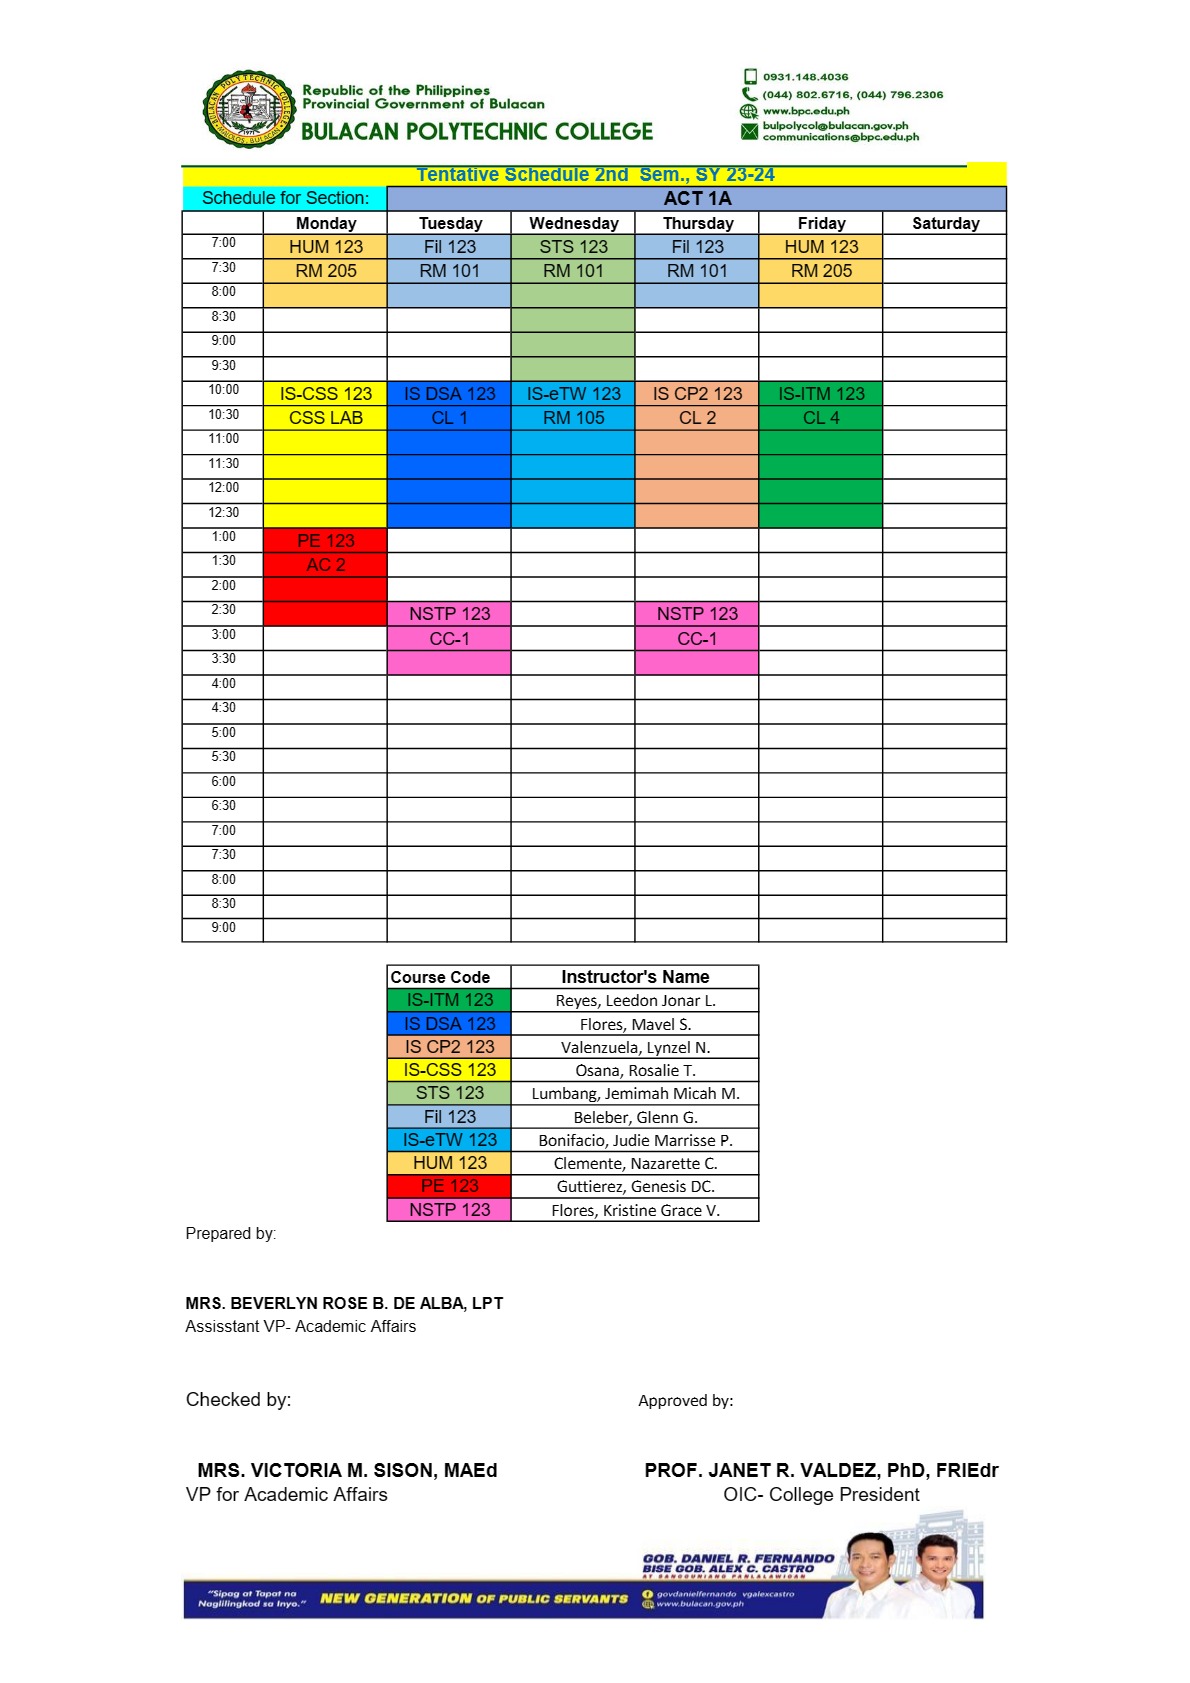 BULACAN POLYTECHNIC COLLEGE
Republic of the Philippines
Provincial Government of Bulacan
BULACAN POLYTECHNIC COLLEGE
0931.148.4036
(044) 802.6716, (044) 796.2306
www.bpc.edu.ph
bulpolycol@bulacan.gov.ph
communications@bpc.edu.ph
Tentative Schedule 2nd Sem., SY 23-24
Schedule for Section: ACT 1A
Monday Tuesday Wednesday Thursday Friday Saturday
7:00 HUM 123 Fil 123 STS 123 Fil 123 HUM 123
7:30 RM 205 RM 101 RM 101 RM 101 RM 205
8:00
8:30
9:00
9:30
10:00 IS-CSS 123 IS DSA 123 IS-eTW 123 IS CP2 123 IS-ITM 123
10:30 CSS LAB CL 1 RM 105 CL 2 CL 4
11:00
11:30
12:00
12:30
1:00 PE 123
1:30 AC 2
2:00
2:30 NSTP 123 NSTP 123
3:00 CC-1 CC-1
3:30
4:00
4:30
5:00
5:30
6:00
6:30
7:00
7:30
8:00
8:30
9:00
Course Code Instructor's Name
IS-ITM 123 Reyes, Leedon Jonar L.
IS DSA 123 Flores, Mavel S.
IS CP2 123 Valenzuela, Lynzel N.
IS-CSS 123 Osana, Rosalie T.
STS 123 Lumbang, Jemimah Micah M.
Fil 123 Beleber, Glenn G.
IS-eTW 123 Bonifacio, Judie Marrisse P.
HUM 123 Clemente, Nazarette C.
PE 123 Guttierez, Genesis DC.
NSTP 123 Flores, Kristine Grace V.
Prepared by:
MRS. BEVERLYN ROSE B. DE ALBA, LPT
Assisstant VP- Academic Affairs
Checked by: Approved by:
MRS. VICTORIA M. SISON, MAEd PROF. JANET R. VALDEZ, PhD, FRIEdr
VP for Academic Affairs OIC- College President
GOB. DANIEL R. FERNANDO
BISE GOB. ALEX C. CASTRO
AT SANGGUNIANG PANLALAWIGAN
"Sipag at Tapat na
Naglilingkod sa Inyo."
NEW GENERATION OF PUBLIC SERVANTS
govdanielfernando vgalexcastro
www.bulacan.gov.ph